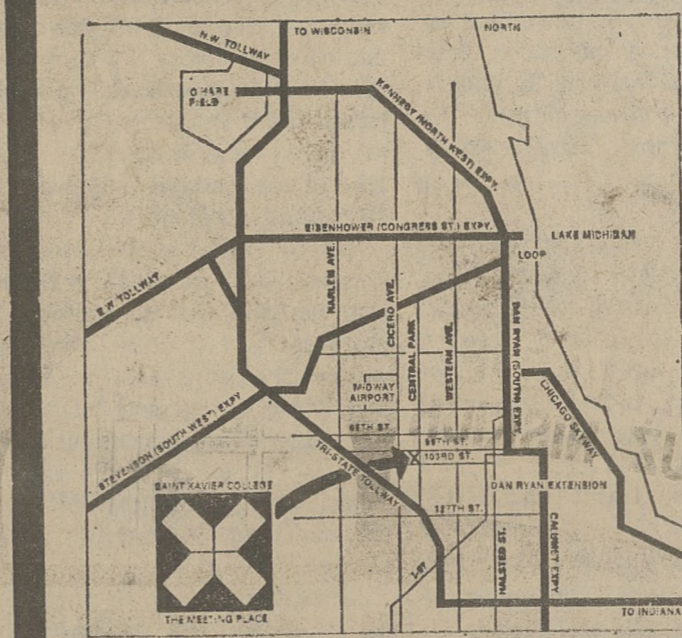 TO WISCONSIN
NORTH
N.W. TOLLWAY
O'HARE
FIELD
KENNEDY (NORTH WEST) EXPY.
EISENHOWER (CONGRESS ST.) EXPY.
LAKE MICHIGAN
LOOP
E.W. TOLLWAY
HARLEM AVE.
CICERO AVE.
CENTRAL PARK
WESTERN AVE.
DAN RYAN (SOUTH) EXPY.
CHICAGO SKYWAY
MIDWAY
AIRPORT
STEVENSON (SOUTH WEST) EXPY
95TH ST.
103RD ST.
TRI-STATE TOLLWAY
SAINT XAVIER COLLEGE
DAN RYAN EXTENSION
127TH ST.
HALSTED ST.
CALUMET EXPY
I-57
THE MEETING PLACE
TO INDIANA